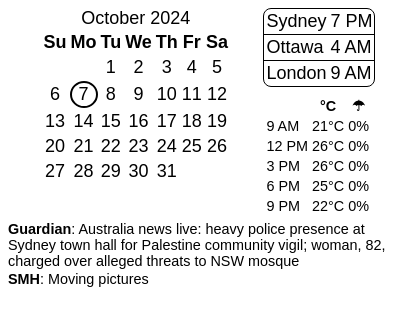 October 2024
Su Mo Tu We Th Fr Sa
1 2 3 4 5
6 7 8 9 10 11 12
13 14 15 16 17 18 19
20 21 22 23 24 25 26
27 28 29 30 31
Sydney 7 PM
Ottawa 4 AM
London 9 AM
°C ☂
9 AM 21°C 0%
12 PM 26°C 0%
3 PM 26°C 0%
6 PM 25°C 0%
9 PM 22°C 0%
Guardian: Australia news live: heavy police presence at
Sydney town hall for Palestine community vigil; woman, 82,
charged over alleged threats to NSW mosque
SMH: Moving pictures